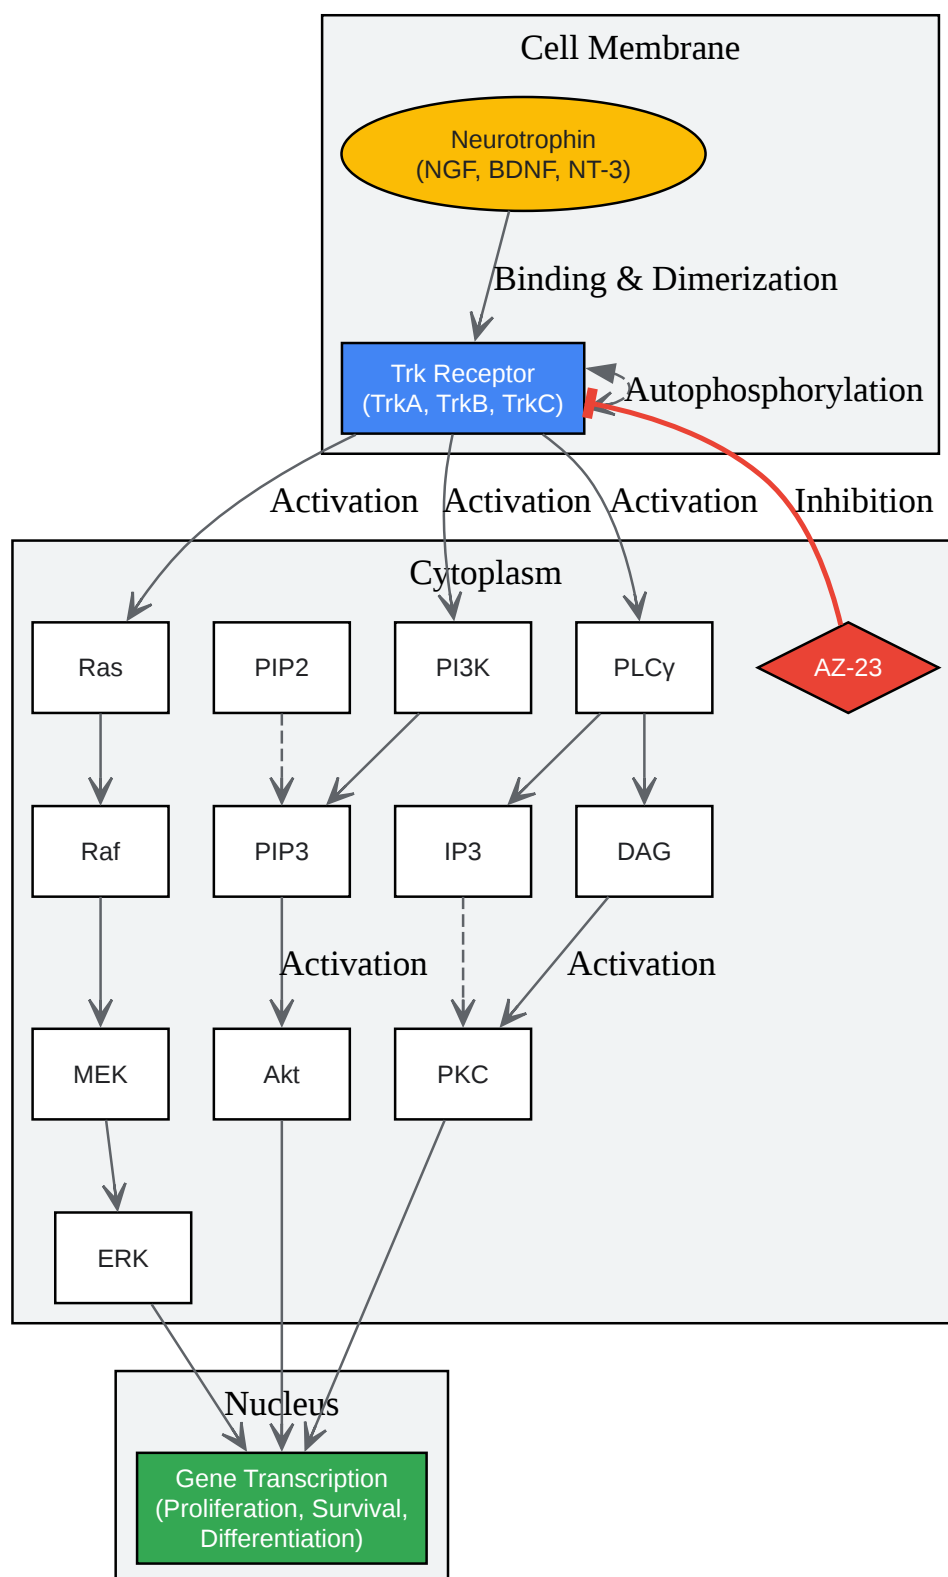 Cell Membrane
Neurotrophin
(NGF, BDNF, NT-3)
Binding & Dimerization
Trk Receptor
(TrkA, TrkB, TrkC)
Autophosphorylation
Activation
Activation
Activation
Inhibition
Cytoplasm
Ras
PIP2
PI3K
PLCγ
AZ-23
Raf
PIP3
IP3
DAG
Activation
Activation
MEK
Akt
PKC
ERK
Nucleus
Gene Transcription
(Proliferation, Survival,
Differentiation)